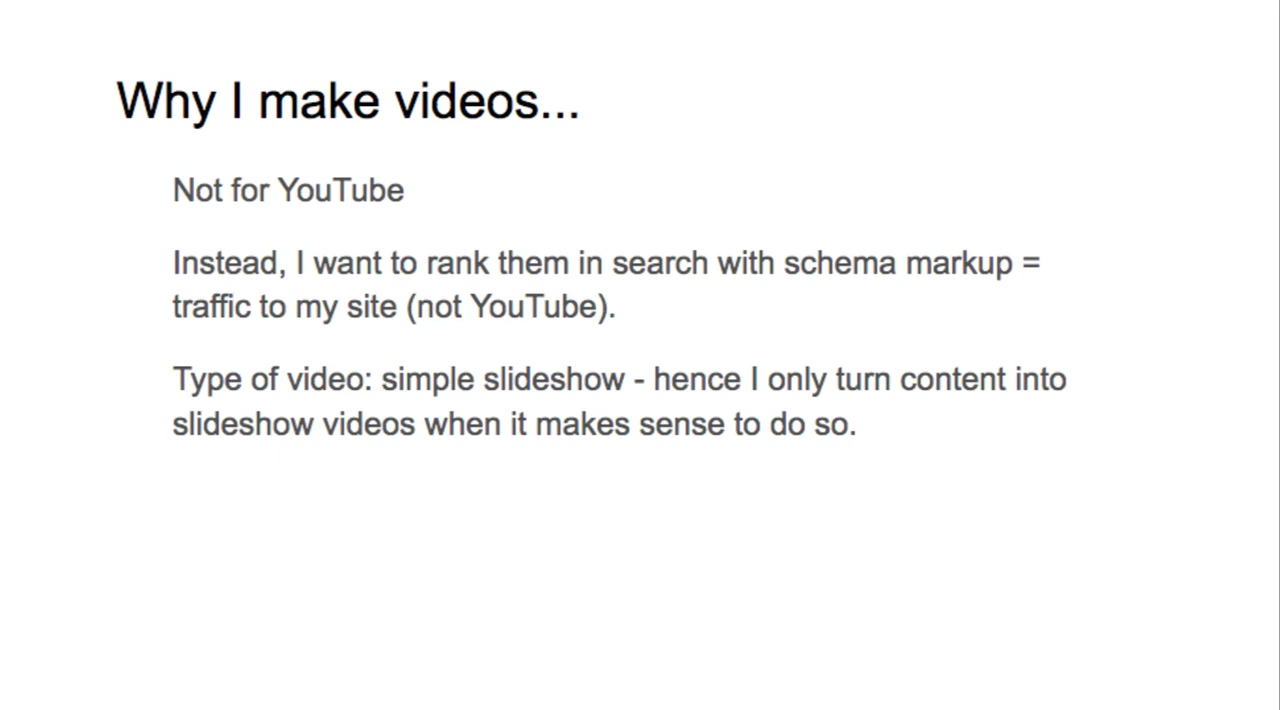 Why I make videos...
Not for YouTube
Instead, I want to rank them in search with schema markup =
traffic to my site (not YouTube).
Type of video: simple slideshow - hence I only turn content into
slideshow videos when it makes sense to do so.